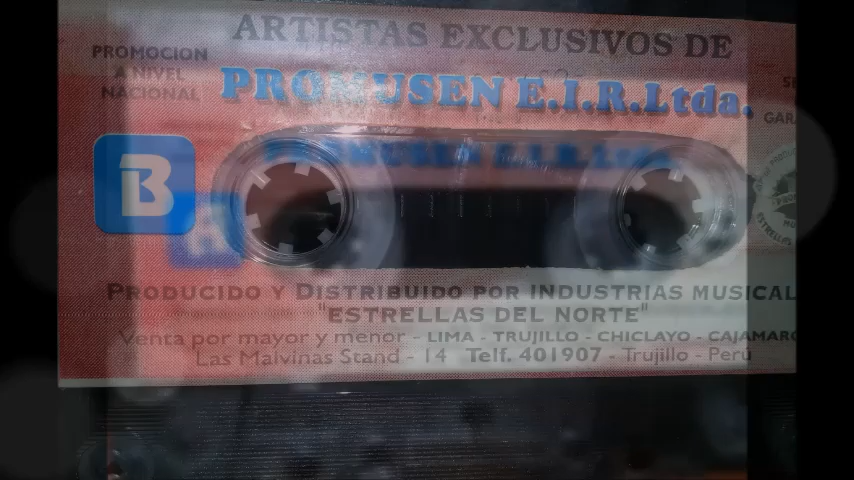 ARTISTAS EXCLUSIVOS DE
PROMOCION
A NIVEL
NACIONAL
PROMUSEN E.I.R.Ltda.
B
A
PRODUCIDO Y DISTRIBUIDO POR INDUSTRIAS MUSICAL
"ESTRELLAS DEL NORTE"
Venta por mayor y menor - LIMA - TRUJILLO - CHICLAYO - CAJAMARC
Las Malvinas Stand - 14 Telf. 401907 - Trujillo - Perú